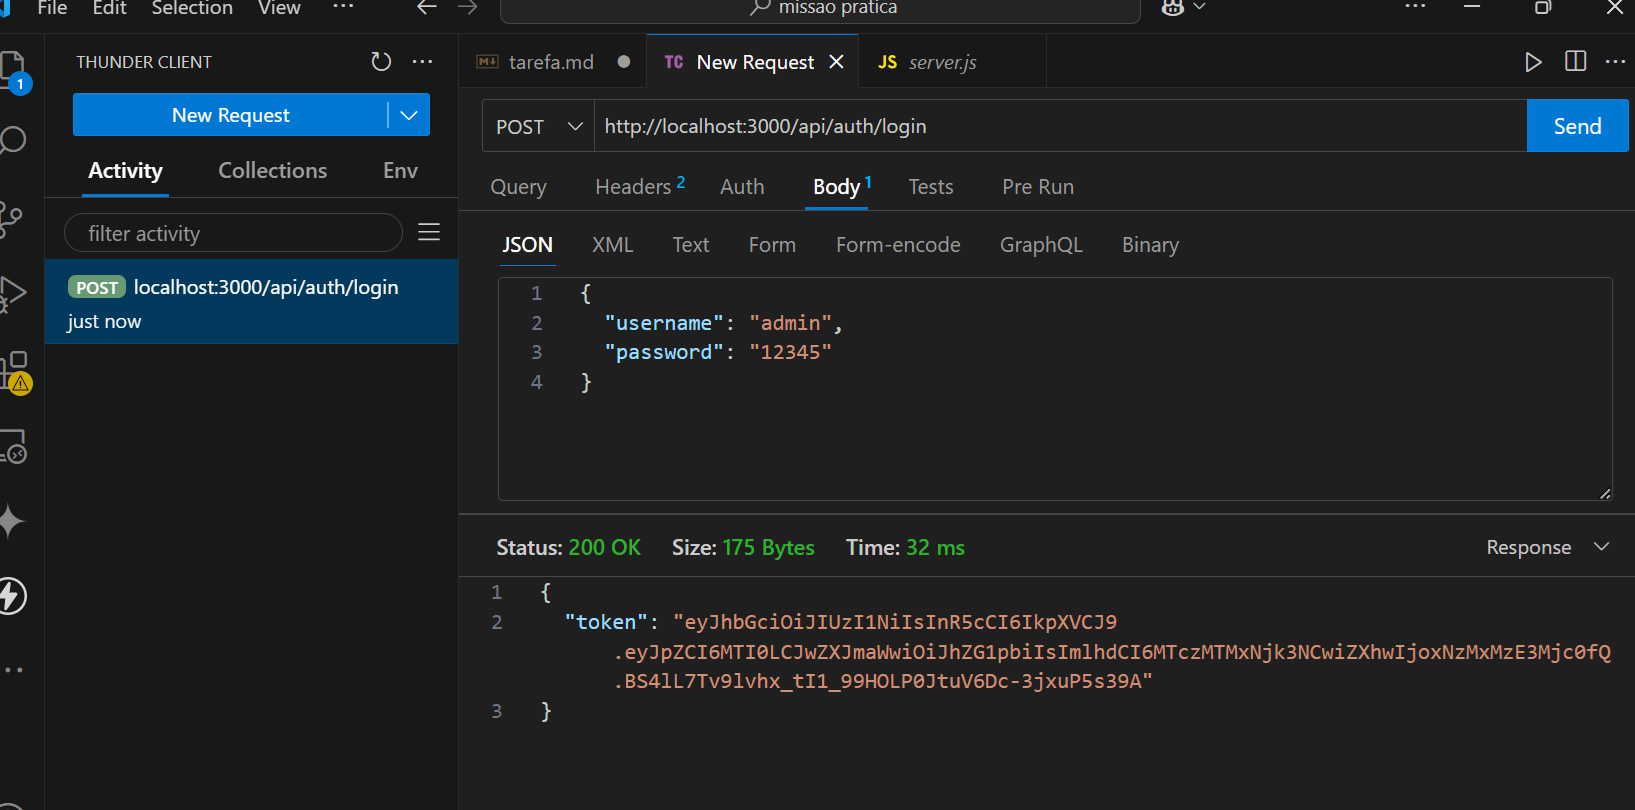 File Edit Selection View ··· missao pratica
THUNDER CLIENT
tarefa.md
TC New Request
JS server.js
1
New Request
POST http://localhost:3000/api/auth/login Send
Activity Collections Env
Query Headers 2 Auth Body 1 Tests Pre Run
filter activity
JSON XML Text Form Form-encode GraphQL Binary
POST localhost:3000/api/auth/login
just now
1 {
2 "username": "admin",
3 "password": "12345"
4 }
Status: 200 OK Size: 175 Bytes Time: 32 ms Response
1 {
2 "token": "eyJhbGciOiJIUzI1NiIsInR5cCI6IkpXVCJ9
.eyJpZCI6MTI0LCJwZXJmaWwiOiJhZG1pbiIsImlhdCI6MTczMTMxNjk3NCwiZXhwIjoxNzMxMzE3Mjc0fQ
.BS4lL7Tv9lvhx_tI1_99HOLP0JtuV6Dc-3jxuP5s39A"
3 }